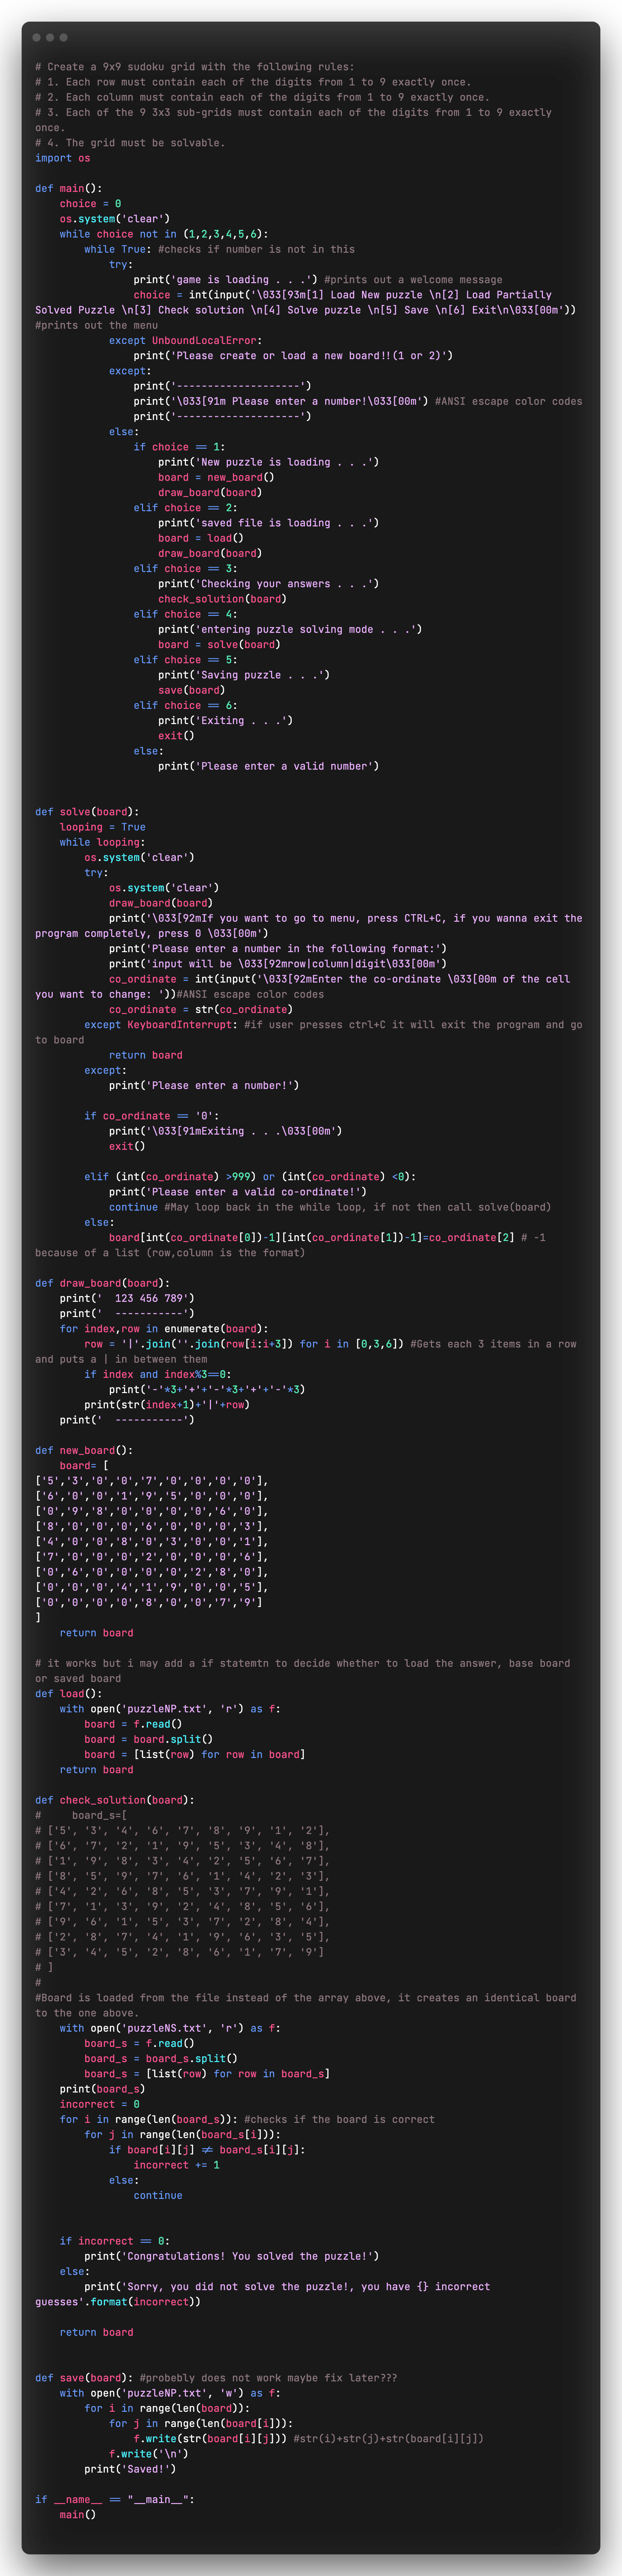 # Create a 9x9 sudoku grid with the following rules:
# 1. Each row must contain each of the digits from 1 to 9 exactly once.
# 2. Each column must contain each of the digits from 1 to 9 exactly once.
# 3. Each of the 9 3x3 sub-grids must contain each of the digits from 1 to 9 exactly
once.
# 4. The grid must be solvable.
import os

def main():
    choice = 0
    os.system('clear')
    while choice not in (1,2,3,4,5,6):
        while True: #checks if number is not in this
            try:
                print('game is loading . . .') #prints out a welcome message
                choice = int(input('\033[93m[1] Load New puzzle \n[2] Load Partially
Solved Puzzle \n[3] Check solution \n[4] Solve puzzle \n[5] Save \n[6] Exit\n\033[00m'))
#prints out the menu
            except UnboundLocalError:
                print('Please create or load a new board!!(1 or 2)')
            except:
                print('--------------------')
                print('\033[91m Please enter a number!\033[00m') #ANSI escape color codes
                print('--------------------')
            else:
                if choice == 1:
                    print('New puzzle is loading . . .')
                    board = new_board()
                    draw_board(board)
                elif choice == 2:
                    print('saved file is loading . . .')
                    board = load()
                    draw_board(board)
                elif choice == 3:
                    print('Checking your answers . . .')
                    check_solution(board)
                elif choice == 4:
                    print('entering puzzle solving mode . . .')
                    board = solve(board)
                elif choice == 5:
                    print('Saving puzzle . . .')
                    save(board)
                elif choice == 6:
                    print('Exiting . . .')
                    exit()
                else:
                    print('Please enter a valid number')


def solve(board):
    looping = True
    while looping:
        os.system('clear')
        try:
            os.system('clear')
            draw_board(board)
            print('\033[92mIf you want to go to menu, press CTRL+C, if you wanna exit the
program completely, press 0 \033[00m')
            print('Please enter a number in the following format:')
            print('input will be \033[92mrow|column|digit\033[00m')
            co_ordinate = int(input('\033[92mEnter the co-ordinate \033[00m of the cell
you want to change: '))#ANSI escape color codes
            co_ordinate = str(co_ordinate)
        except KeyboardInterrupt: #if user presses ctrl+C it will exit the program and go
to board
            return board
        except:
            print('Please enter a number!')

        if co_ordinate == '0':
            print('\033[91mExiting . . .\033[00m')
            exit()

        elif (int(co_ordinate) >999) or (int(co_ordinate) <0):
            print('Please enter a valid co-ordinate!')
            continue #May loop back in the while loop, if not then call solve(board)
        else:
            board[int(co_ordinate[0])-1][int(co_ordinate[1])-1]=co_ordinate[2] # -1
because of a list (row,column is the format)

def draw_board(board):
    print('  123 456 789')
    print('  -----------')
    for index,row in enumerate(board):
        row = '|'.join(''.join(row[i:i+3]) for i in [0,3,6]) #Gets each 3 items in a row
and puts a | in between them
        if index and index%3==0:
            print('-'*3+'+'+'-'*3+'+'+'-'*3)
        print(str(index+1)+'|'+row)
    print('  -----------')

def new_board():
    board= [
['5','3','0','0','7','0','0','0','0'],
['6','0','0','1','9','5','0','0','0'],
['0','9','8','0','0','0','0','6','0'],
['8','0','0','0','6','0','0','0','3'],
['4','0','0','8','0','3','0','0','1'],
['7','0','0','0','2','0','0','0','6'],
['0','6','0','0','0','0','2','8','0'],
['0','0','0','4','1','9','0','0','5'],
['0','0','0','0','8','0','0','7','9']
]
    return board

# it works but i may add a if statemtn to decide whether to load the answer, base board
or saved board
def load():
    with open('puzzleNP.txt', 'r') as f:
        board = f.read()
        board = board.split()
        board = [list(row) for row in board]
    return board

def check_solution(board):
#     board_s=[
# ['5', '3', '4', '6', '7', '8', '9', '1', '2'],
# ['6', '7', '2', '1', '9', '5', '3', '4', '8'],
# ['1', '9', '8', '3', '4', '2', '5', '6', '7'],
# ['8', '5', '9', '7', '6', '1', '4', '2', '3'],
# ['4', '2', '6', '8', '5', '3', '7', '9', '1'],
# ['7', '1', '3', '9', '2', '4', '8', '5', '6'],
# ['9', '6', '1', '5', '3', '7', '2', '8', '4'],
# ['2', '8', '7', '4', '1', '9', '6', '3', '5'],
# ['3', '4', '5', '2', '8', '6', '1', '7', '9']
# ]
#
#Board is loaded from the file instead of the array above, it creates an identical board
to the one above.
    with open('puzzleNS.txt', 'r') as f:
        board_s = f.read()
        board_s = board_s.split()
        board_s = [list(row) for row in board_s]
    print(board_s)
    incorrect = 0
    for i in range(len(board_s)): #checks if the board is correct
        for j in range(len(board_s[i])):
            if board[i][j] != board_s[i][j]:
                incorrect += 1
            else:
                continue


    if incorrect == 0:
        print('Congratulations! You solved the puzzle!')
    else:
        print('Sorry, you did not solve the puzzle!, you have {} incorrect
guesses'.format(incorrect))

    return board


def save(board): #probebly does not work maybe fix later???
    with open('puzzleNP.txt', 'w') as f:
        for i in range(len(board)):
            for j in range(len(board[i])):
                f.write(str(board[i][j])) #str(i)+str(j)+str(board[i][j])
            f.write('\n')
        print('Saved!')

if __name__ == "__main__":
    main()